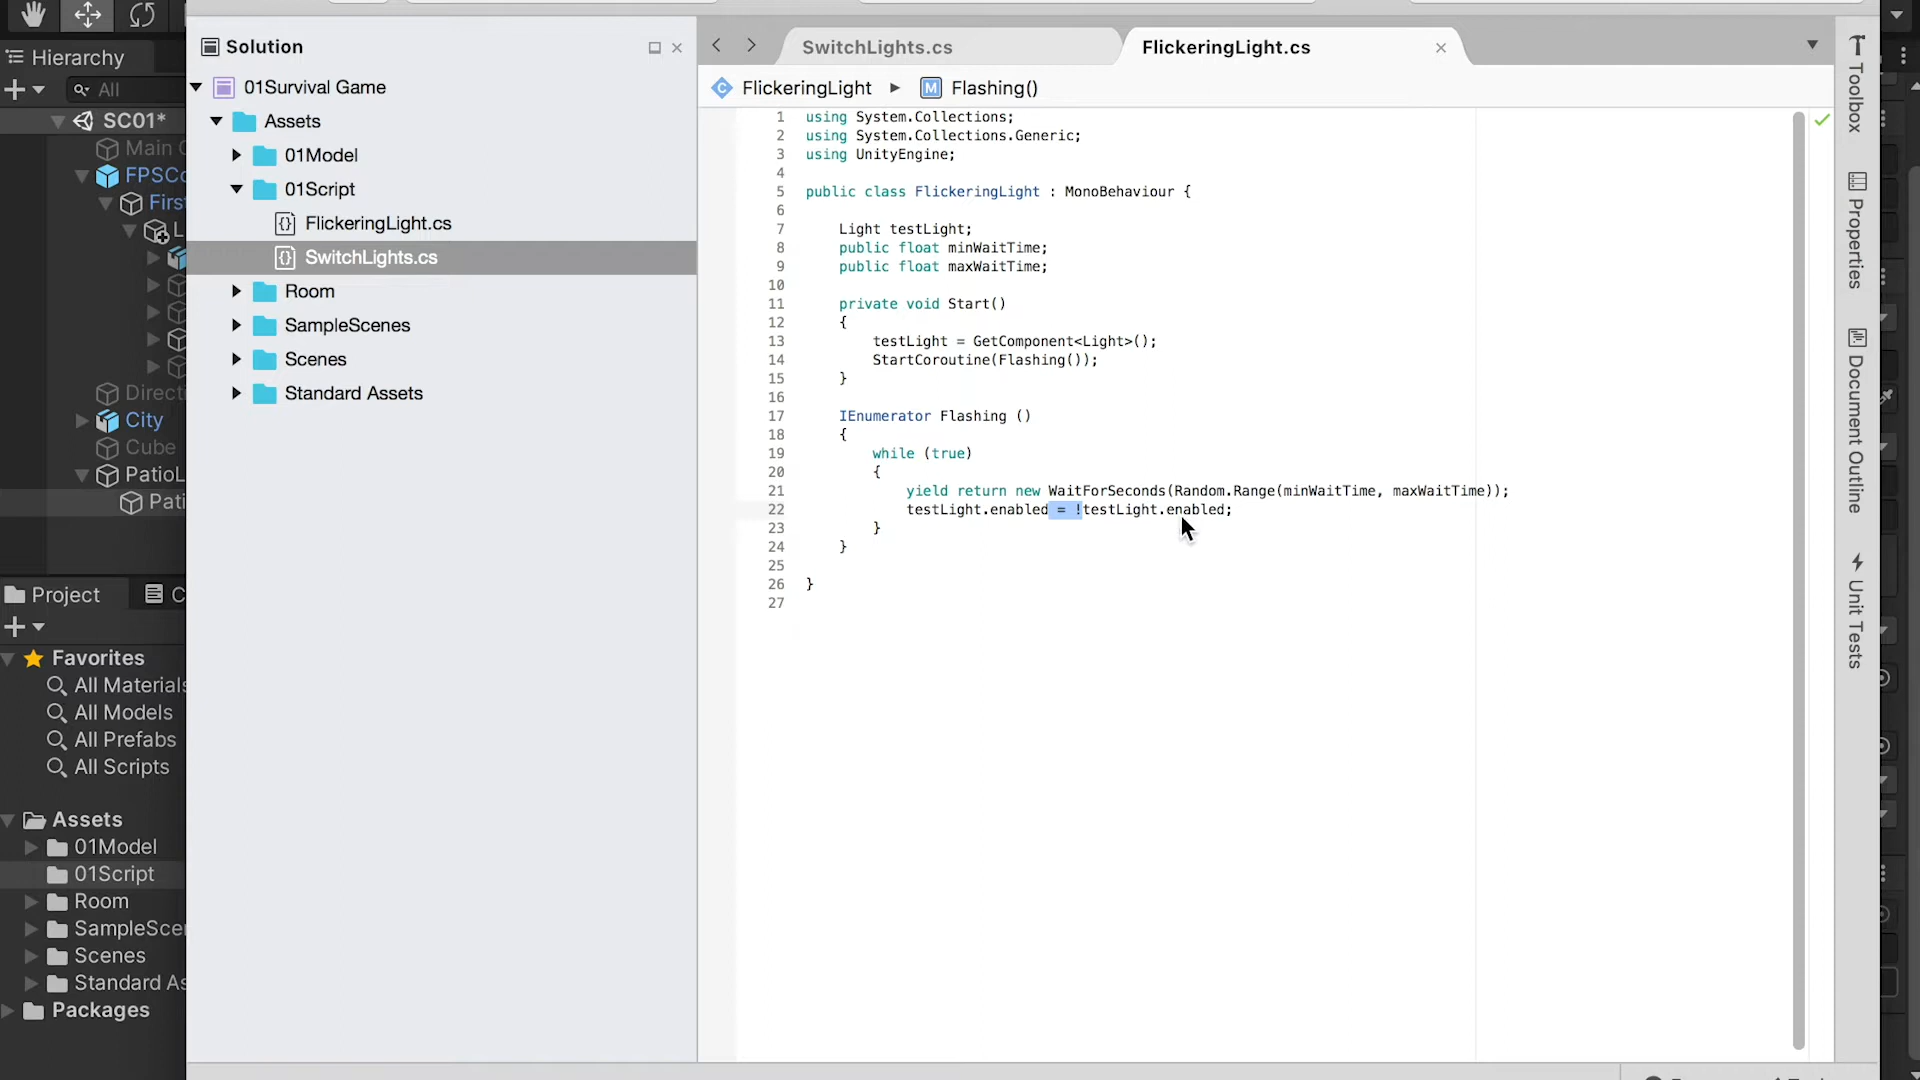 Hierarchy
All
SC01*
Main
FPSCo
First
L
Direct
City
Cube
PatioL
Pati
Project
Favorites
All Materials
All Models
All Prefabs
All Scripts
Assets
01Model
01Script
Room
SampleScen
Scenes
Standard As
Packages
Solution
01Survival Game
Assets
01Model
01Script
FlickeringLight.cs
SwitchLights.cs
Room
SampleScenes
Scenes
Standard Assets
SwitchLights.cs
FlickeringLight.cs
FlickeringLight
M Flashing()
1 using System.Collections;
2 using System.Collections.Generic;
3 using UnityEngine;
4
5 public class FlickeringLight : MonoBehaviour {
6
7 Light testLight;
8 public float minWaitTime;
9 public float maxWaitTime;
10
11 private void Start()
12 {
13 testLight = GetComponent<Light>();
14 StartCoroutine(Flashing());
15 }
16
17 IEnumerator Flashing ()
18 {
19 while (true)
20 {
21 yield return new WaitForSeconds(Random.Range(minWaitTime, maxWaitTime));
22 testLight.enabled = !testLight.enabled;
23 }
24 }
25
26 }
27
Toolbox
Properties
Document Outline
Unit Tests